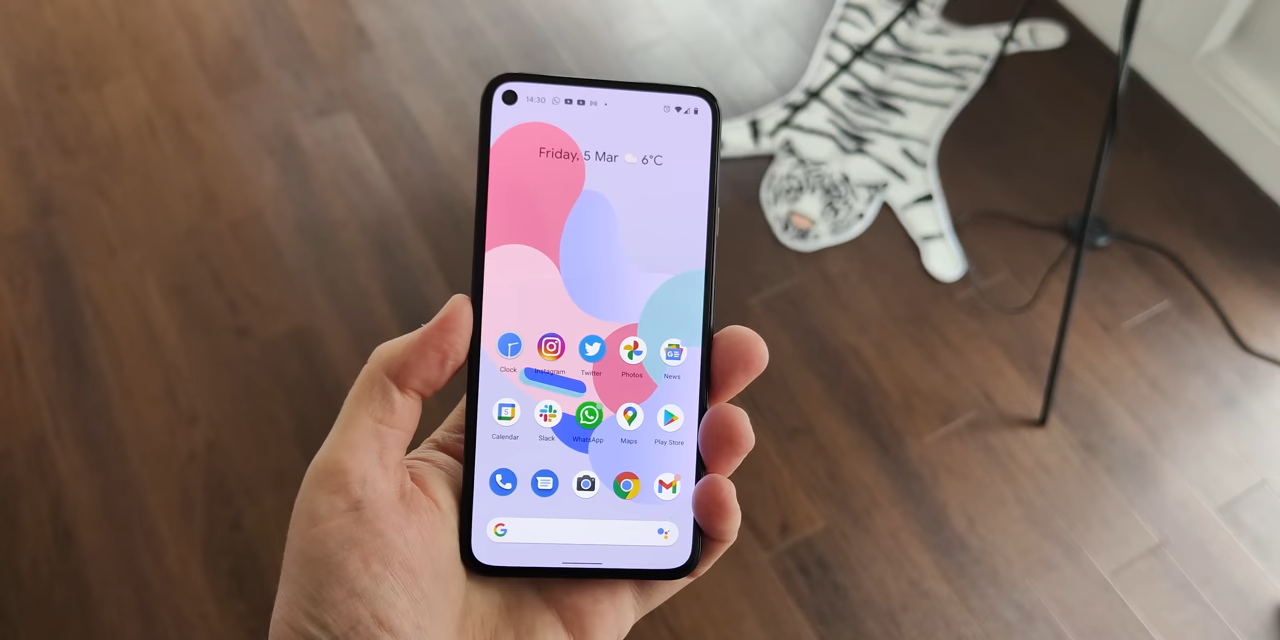 14:30
Friday, 5 Mar 6°C
Clock Instagram Twitter Photos News
Calendar Slack WhatsApp Maps Play Store